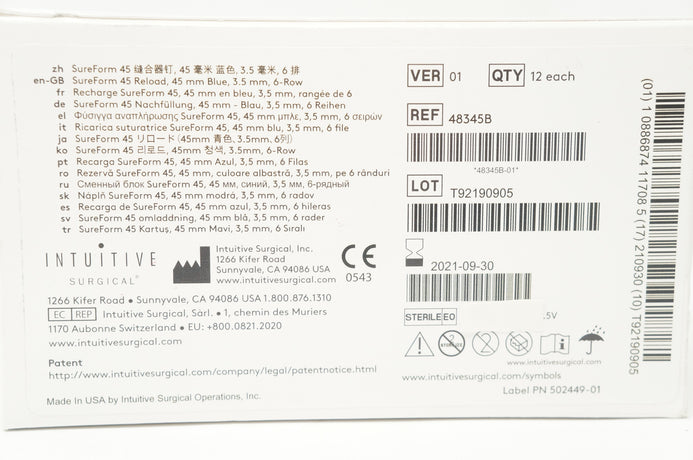 zh SureForm 45 缝合器钉, 45 毫米 蓝色, 3.5 毫米, 6 排
en-GB SureForm 45 Reload, 45 mm Blue, 3.5 mm, 6-Row
fr Recharge SureForm 45, 45 mm en bleu, 3,5 mm, rangée de 6
de SureForm 45 Nachfüllung, 45 mm - Blau, 3,5 mm, 6 Reihen
el Φύσιγγα αναπλήρωσης SureForm 45, 45 mm μπλε, 3,5 mm, 6 σειρών
it Ricarica suturatrice SureForm 45, 45 mm blu, 3,5 mm, 6 file
ja SureForm 45 リロード (45mm 青色、3.5mm、6列)
ko SureForm 45 리로드, 45mm 청색, 3.5mm, 6-Row
pt Recarga SureForm 45, 45 mm Azul, 3,5 mm, 6 Filas
ro Rezervă SureForm 45, 45 mm, culoare albastră, 3,5 mm, pe 6 rânduri
ru Сменный блок SureForm 45, 45 мм, синий, 3,5 мм, 6-рядный
sk Náplň SureForm 45, 45 mm modrá, 3,5 mm, 6 radov
es Recarga de SureForm 45, 45 mm azul, 3,5 mm, 6 hileras
sv SureForm 45 omladdning, 45 mm blå, 3,5 mm, 6 rader
tr SureForm 45 Kartuş, 45 mm Mavi, 3,5 mm, 6 Sıralı
INTUITIVE
SURGICAL®
Intuitive Surgical, Inc.
1266 Kifer Road
Sunnyvale, CA 94086 USA
CE
0543
1266 Kifer Road • Sunnyvale, CA 94086 USA 1.800.876.1310
EC REP Intuitive Surgical, Sàrl. • 1, chemin des Muriers
1170 Aubonne Switzerland • EU: +800.0821.2020
www.intuitivesurgical.com
Patent
http://www.intuitivesurgical.com/company/legal/patentnotice.html
Made In USA by Intuitive Surgical Operations, Inc.
VER 01 QTY 12 each
REF 48345B
*48345B-01*
LOT T92190905
2021-09-30
STERILE EO .5V
www.intuitivesurgical.com/symbols
Label PN 502449-01
(01) 1 0886874 11708 5 (17) 210930 (10) T92190905